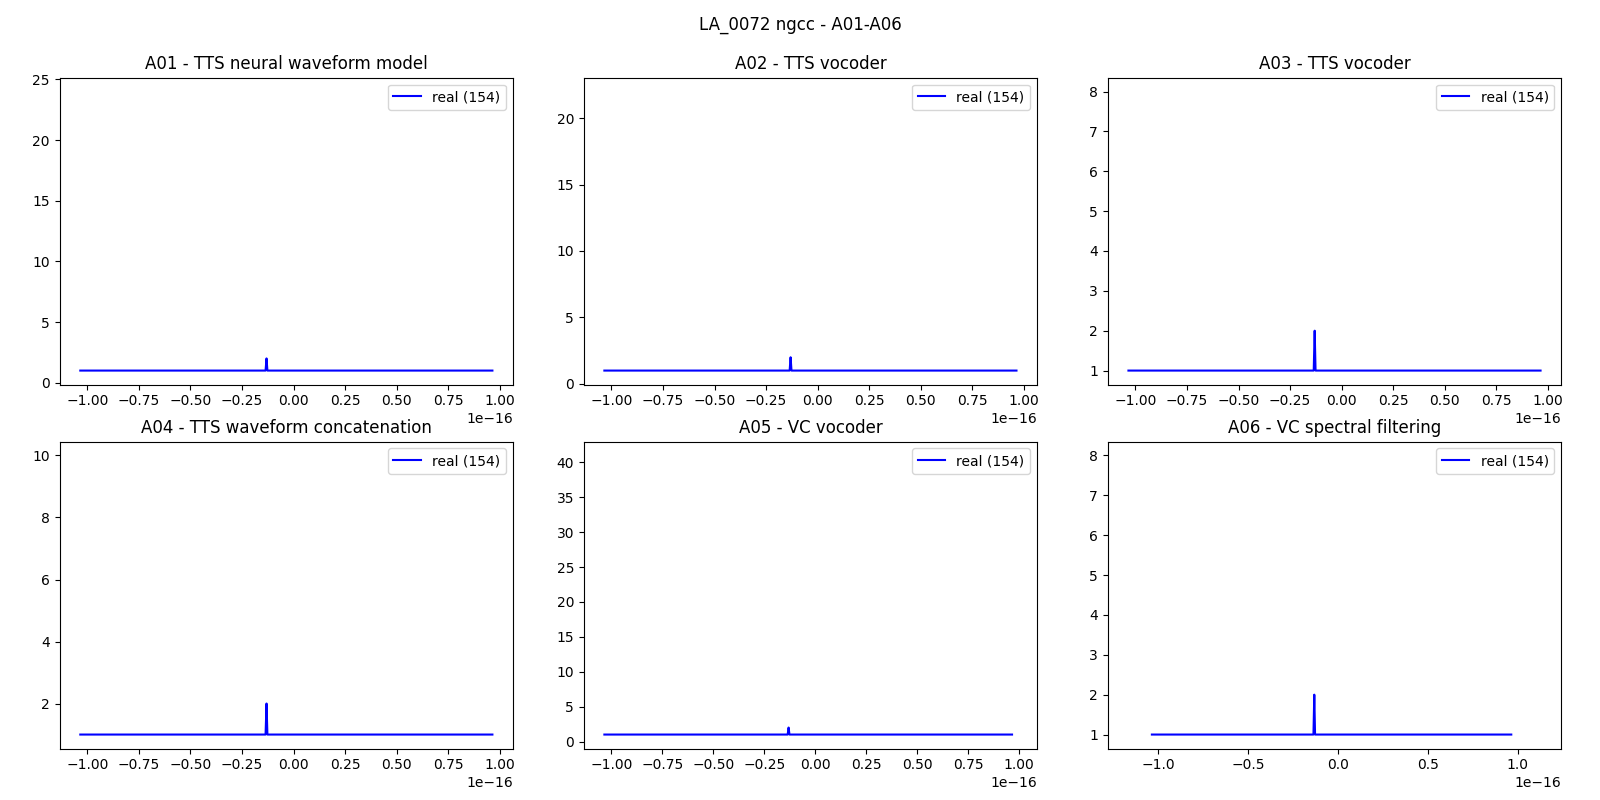 LA_0072 ngcc - A01-A06
A01 - TTS neural waveform model
25
20
15
10
5
0
real (154)
−1.00 −0.75 −0.50 −0.25 0.00 0.25 0.50 0.75 1.00
1e−16
A02 - TTS vocoder
20
15
10
5
0
real (154)
−1.00 −0.75 −0.50 −0.25 0.00 0.25 0.50 0.75 1.00
1e−16
A03 - TTS vocoder
8
7
6
5
4
3
2
1
real (154)
−1.00 −0.75 −0.50 −0.25 0.00 0.25 0.50 0.75 1.00
1e−16
A04 - TTS waveform concatenation
10
8
6
4
2
real (154)
−1.00 −0.75 −0.50 −0.25 0.00 0.25 0.50 0.75 1.00
1e−16
A05 - VC vocoder
40
35
30
25
20
15
10
5
0
real (154)
−1.00 −0.75 −0.50 −0.25 0.00 0.25 0.50 0.75 1.00
1e−16
A06 - VC spectral filtering
8
7
6
5
4
3
2
1
real (154)
−1.0 −0.5 0.0 0.5 1.0
1e−16